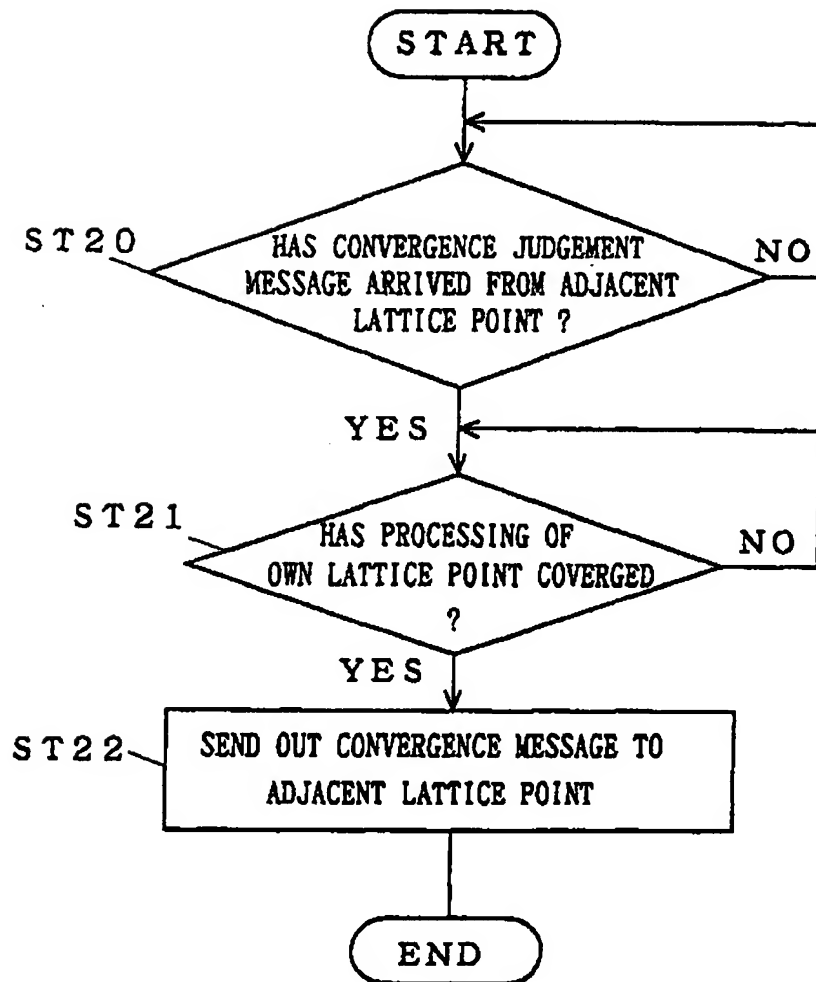 START
ST20
HAS CONVERGENCE JUDGEMENT
MESSAGE ARRIVED FROM ADJACENT
LATTICE POINT ?
NO
YES
ST21
HAS PROCESSING OF
OWN LATTICE POINT COVERGED
?
NO
YES
ST22
SEND OUT CONVERGENCE MESSAGE TO
ADJACENT LATTICE POINT
END